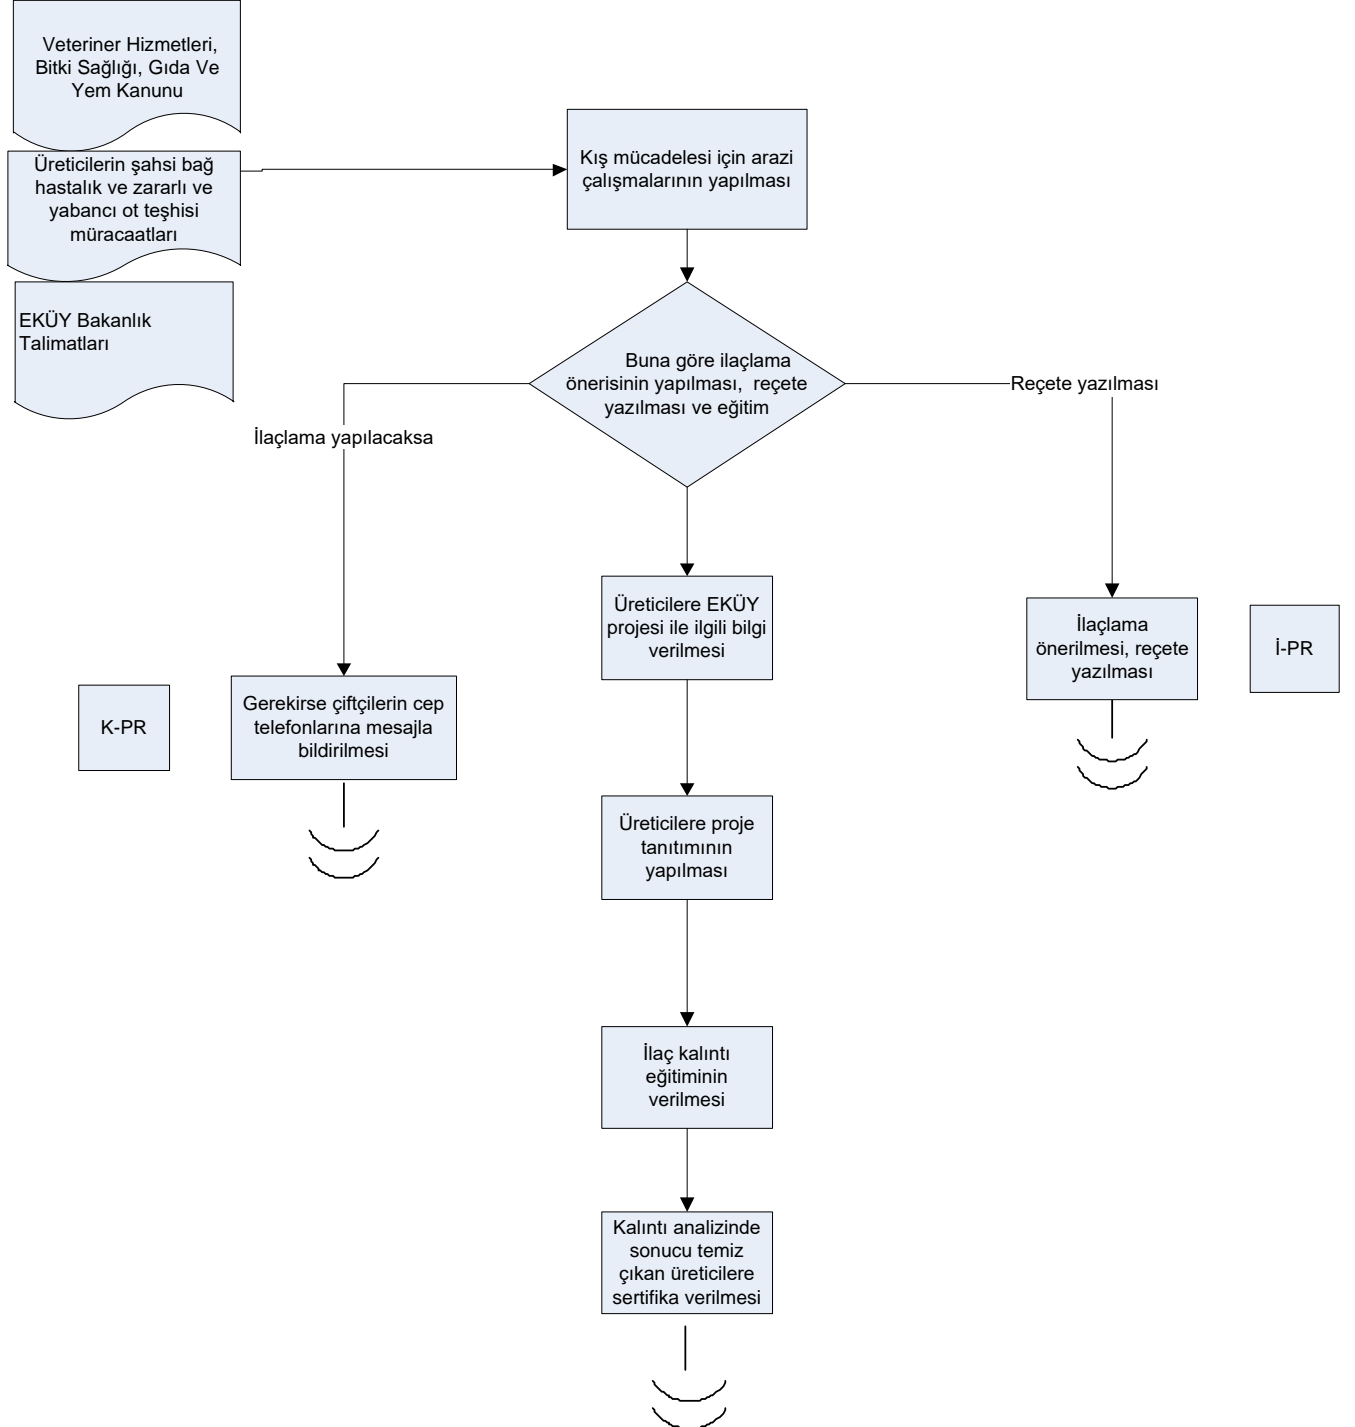 Veteriner Hizmetleri,
Bitki Sağlığı, Gıda Ve
Yem Kanunu
Üreticilerin şahsi bağ
hastalık ve zararlı ve
yabancı ot teşhisi
müracaatları
EKÜY Bakanlık
Talimatları
Kış mücadelesi için arazi
çalışmalarının yapılması
Buna göre ilaçlama
önerisinin yapılması, reçete
yazılması ve eğitim
Reçete yazılması
İlaçlama yapılacaksa
Üreticilere EKÜY
projesi ile ilgili bilgi
verilmesi
İlaçlama
önerilmesi, reçete
yazılması
İ-PR
K-PR
Gerekirse çiftçilerin cep
telefonlarına mesajla
bildirilmesi
Üreticilere proje
tanıtımının
yapılması
İlaç kalıntı
eğitiminin
verilmesi
Kalıntı analizinde
sonucu temiz
çıkan üreticilere
sertifika verilmesi